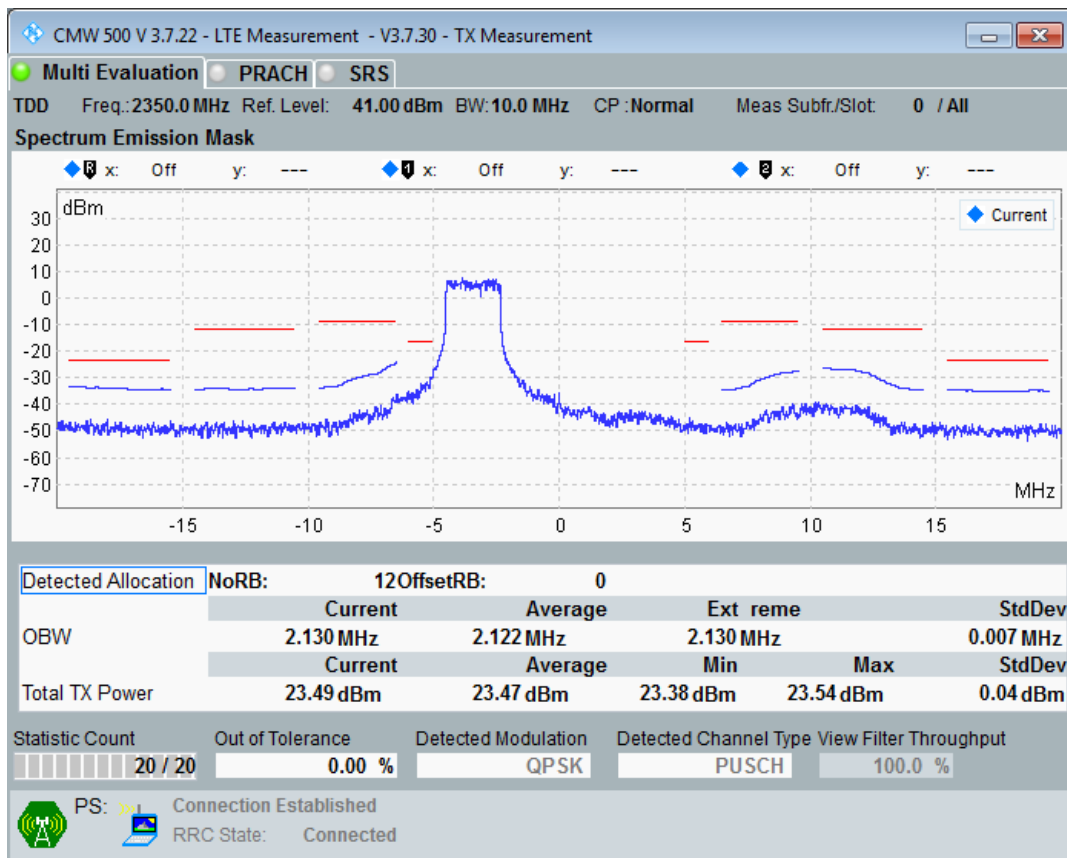 CMW 500 V 3.7.22 - LTE Measurement - V3.7.30 - TX Measurement
Multi Evaluation PRACH SRS
TDD Freq.:2350.0 MHz Ref. Level: 41.00 dBm BW:10.0 MHz CP :Normal Meas Subfr./Slot: 0 / All
Spectrum Emission Mask
R x: Off y: --- 1 x: Off y: --- 2 x: Off y: ---
dBm
Current
30
20
10
0
-10
-20
-30
-40
-50
-60
-70
MHz
-15 -10 -5 0 5 10 15
Detected Allocation NoRB: 12OffsetRB: 0
Current Average Ext reme StdDev
OBW 2.130 MHz 2.122 MHz 2.130 MHz 0.007 MHz
Current Average Min Max StdDev
Total TX Power 23.49 dBm 23.47 dBm 23.38 dBm 23.54 dBm 0.04 dBm
Statistic Count Out of Tolerance Detected Modulation Detected Channel Type View Filter Throughput
20 / 20 0.00 % QPSK PUSCH 100.0 %
PS: Connection Established
RRC State: Connected